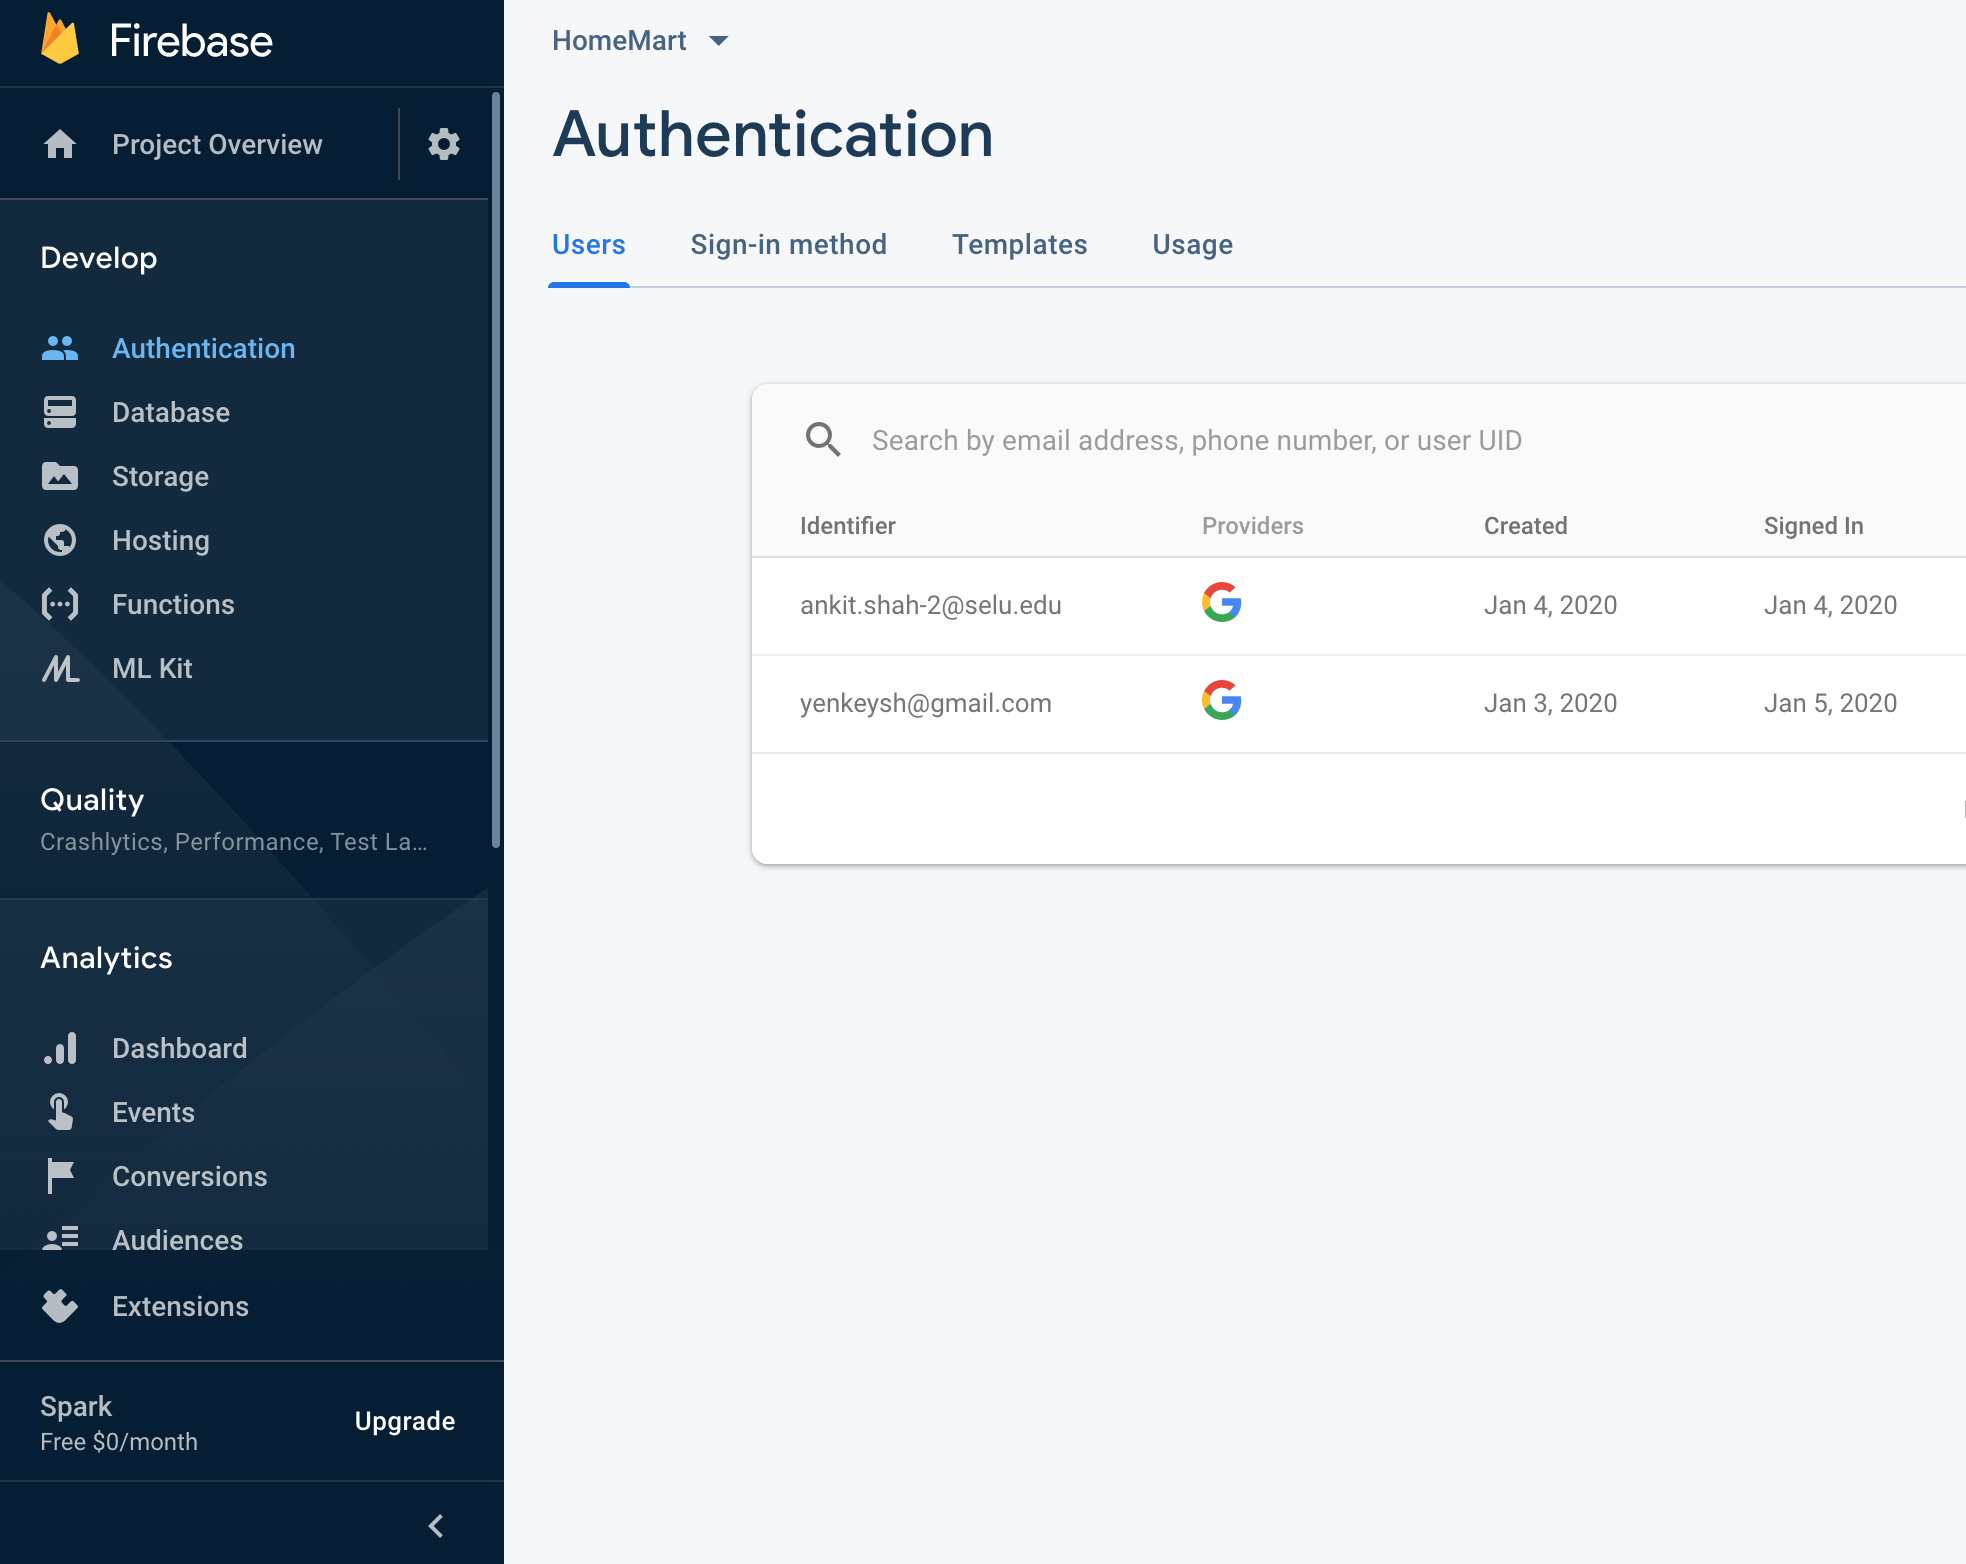 Firebase
Project Overview
Develop
Authentication
Database
Storage
Hosting
Functions
ML Kit
Quality
Crashlytics, Performance, Test La...
Analytics
Dashboard
Events
Conversions
Audiences
Extensions
Spark
Free $0/month
Upgrade
HomeMart
Authentication
Users Sign-in method Templates Usage
Search by email address, phone number, or user UID
Identifier Providers Created Signed In
ankit.shah-2@selu.edu Jan 4, 2020 Jan 4, 2020
yenkeysh@gmail.com Jan 3, 2020 Jan 5, 2020